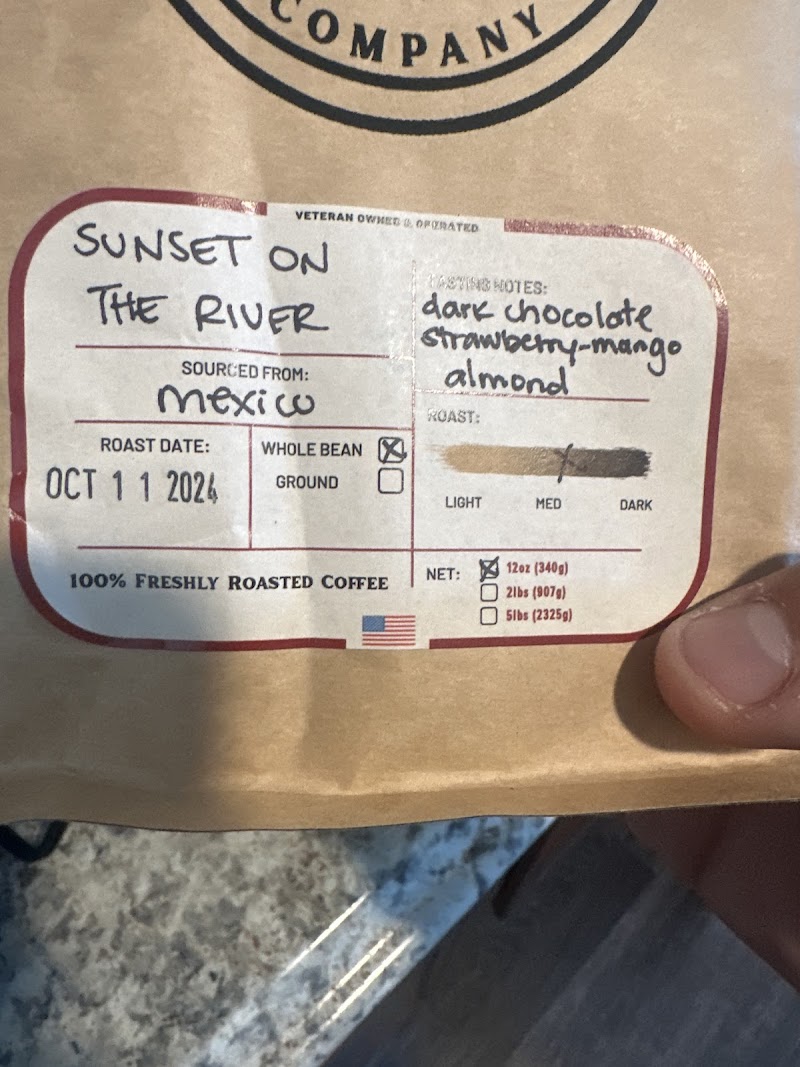 COMPANY
VETERAN OWNED & OPERATED
SUNSET ON
THE RIVER
SOURCED FROM:
mexico
ROAST DATE:
OCT 11 2024
WHOLE BEAN
GROUND
100% FRESHLY ROASTED COFFEE
TASTING NOTES:
dark chocolate
strawberry-mango
almond
ROAST:
LIGHT MED DARK
NET:
12oz (340g)
2lbs (907g)
5lbs (2325g)